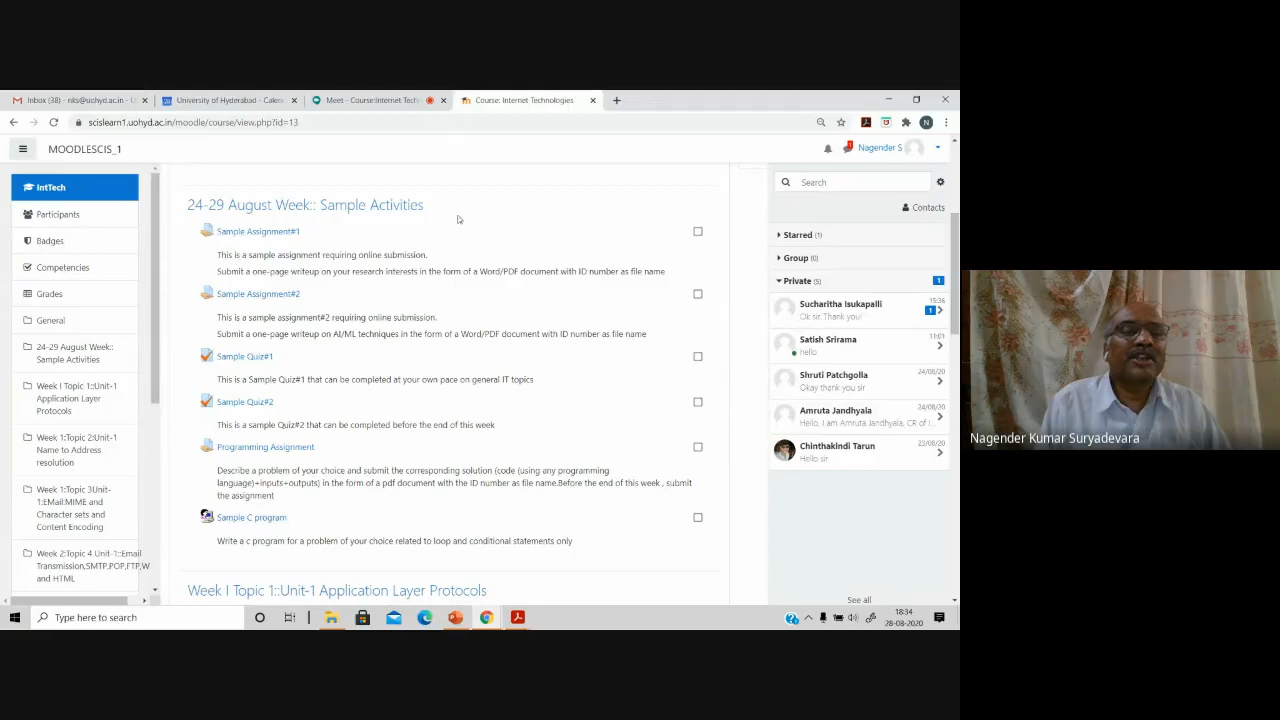 Inbox (38) - nks@uohyd.ac.in - U
University of Hyderabad - Calen
Meet - Course:Internet Tech
Course: Internet Technologies
scislearn1.uohyd.ac.in/moodle/course/view.php?id=13
N
MOODLESCIS_1
Nagender S
IntTech
Participants
Badges
Competencies
Grades
General
24-29 August Week::
Sample Activities
Week I Topic 1::Unit-1
Application Layer
Protocols
Week 1:Topic 2:Unit-1
Name to Address
resolution
Week 1:Topic 3Unit-
1:EMail:MIME and
Character sets and
Content Encoding
Week 2:Topic 4 Unit-1::Email
Transmission,SMTP,POP,FTP,W
and HTML
24-29 August Week:: Sample Activities
Sample Assignment#1
This is a sample assignment requiring online submission.
Submit a one-page writeup on your research interests in the form of a Word/PDF document with ID number as file name
Sample Assignment#2
This is a sample assignment#2 requiring online submission.
Submit a one-page writeup on AI/ML techniques in the form of a Word/PDF document with ID number as file name
Sample Quiz#1
This is a Sample Quiz#1 that can be completed at your own pace on general IT topics
Sample Quiz#2
This is a sample Quiz#2 that can be completed before the end of this week
Programming Assignment
Describe a problem of your choice and submit the corresponding solution (code (using any programming
language)+inputs+outputs) in the form of a pdf document with the ID number as file name.Before the end of this week , submit
the assignment
Sample C program
Write a c program for a problem of your choice related to loop and conditional statements only
Week I Topic 1::Unit-1 Application Layer Protocols
Search
Contacts
Starred (1)
Group (0)
Private (5)
1
Sucharitha Isukapalli
15:36
Ok sir. Thank you!
1
Satish Srirama
11:01
hello
Shruti Patchgolla
24/08/20
Okay thank you sir
Amruta Jandhyala
24/08/20
Hello, I am Amruta Jandhyala, CR of I...
Chinthakindi Tarun
23/08/20
Hello sir
See all
Type here to search
18:34
28-08-2020
Nagender Kumar Suryadevara